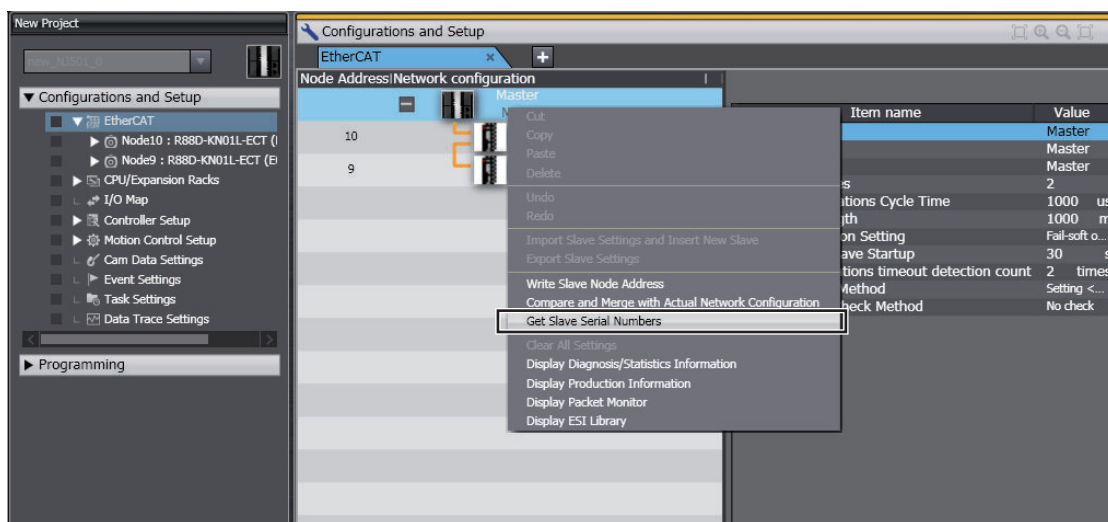 New Project
new_NJ501_0
Configurations and Setup
EtherCAT
Node10 : R88D-KN01L-ECT (
Node9 : R88D-KN01L-ECT (E
CPU/Expansion Racks
I/O Map
Controller Setup
Motion Control Setup
Cam Data Settings
Event Settings
Task Settings
Data Trace Settings
Programming
Configurations and Setup
EtherCAT
Node Address Network configuration
Master
10
9
Cut
Copy
Paste
Delete
Undo
Redo
Import Slave Settings and Insert New Slave
Export Slave Settings
Write Slave Node Address
Compare and Merge with Actual Network Configuration
Get Slave Serial Numbers
Clear All Settings
Display Diagnosis/Statistics Information
Display Production Information
Display Packet Monitor
Display ESI Library
Item name Value
Master
Master
Master
2
Cycle Time 1000 us
1000 m
Setting Fail-soft o...
Startup 30 s
timeout detection count 2 times
Method Setting <...
Method No check